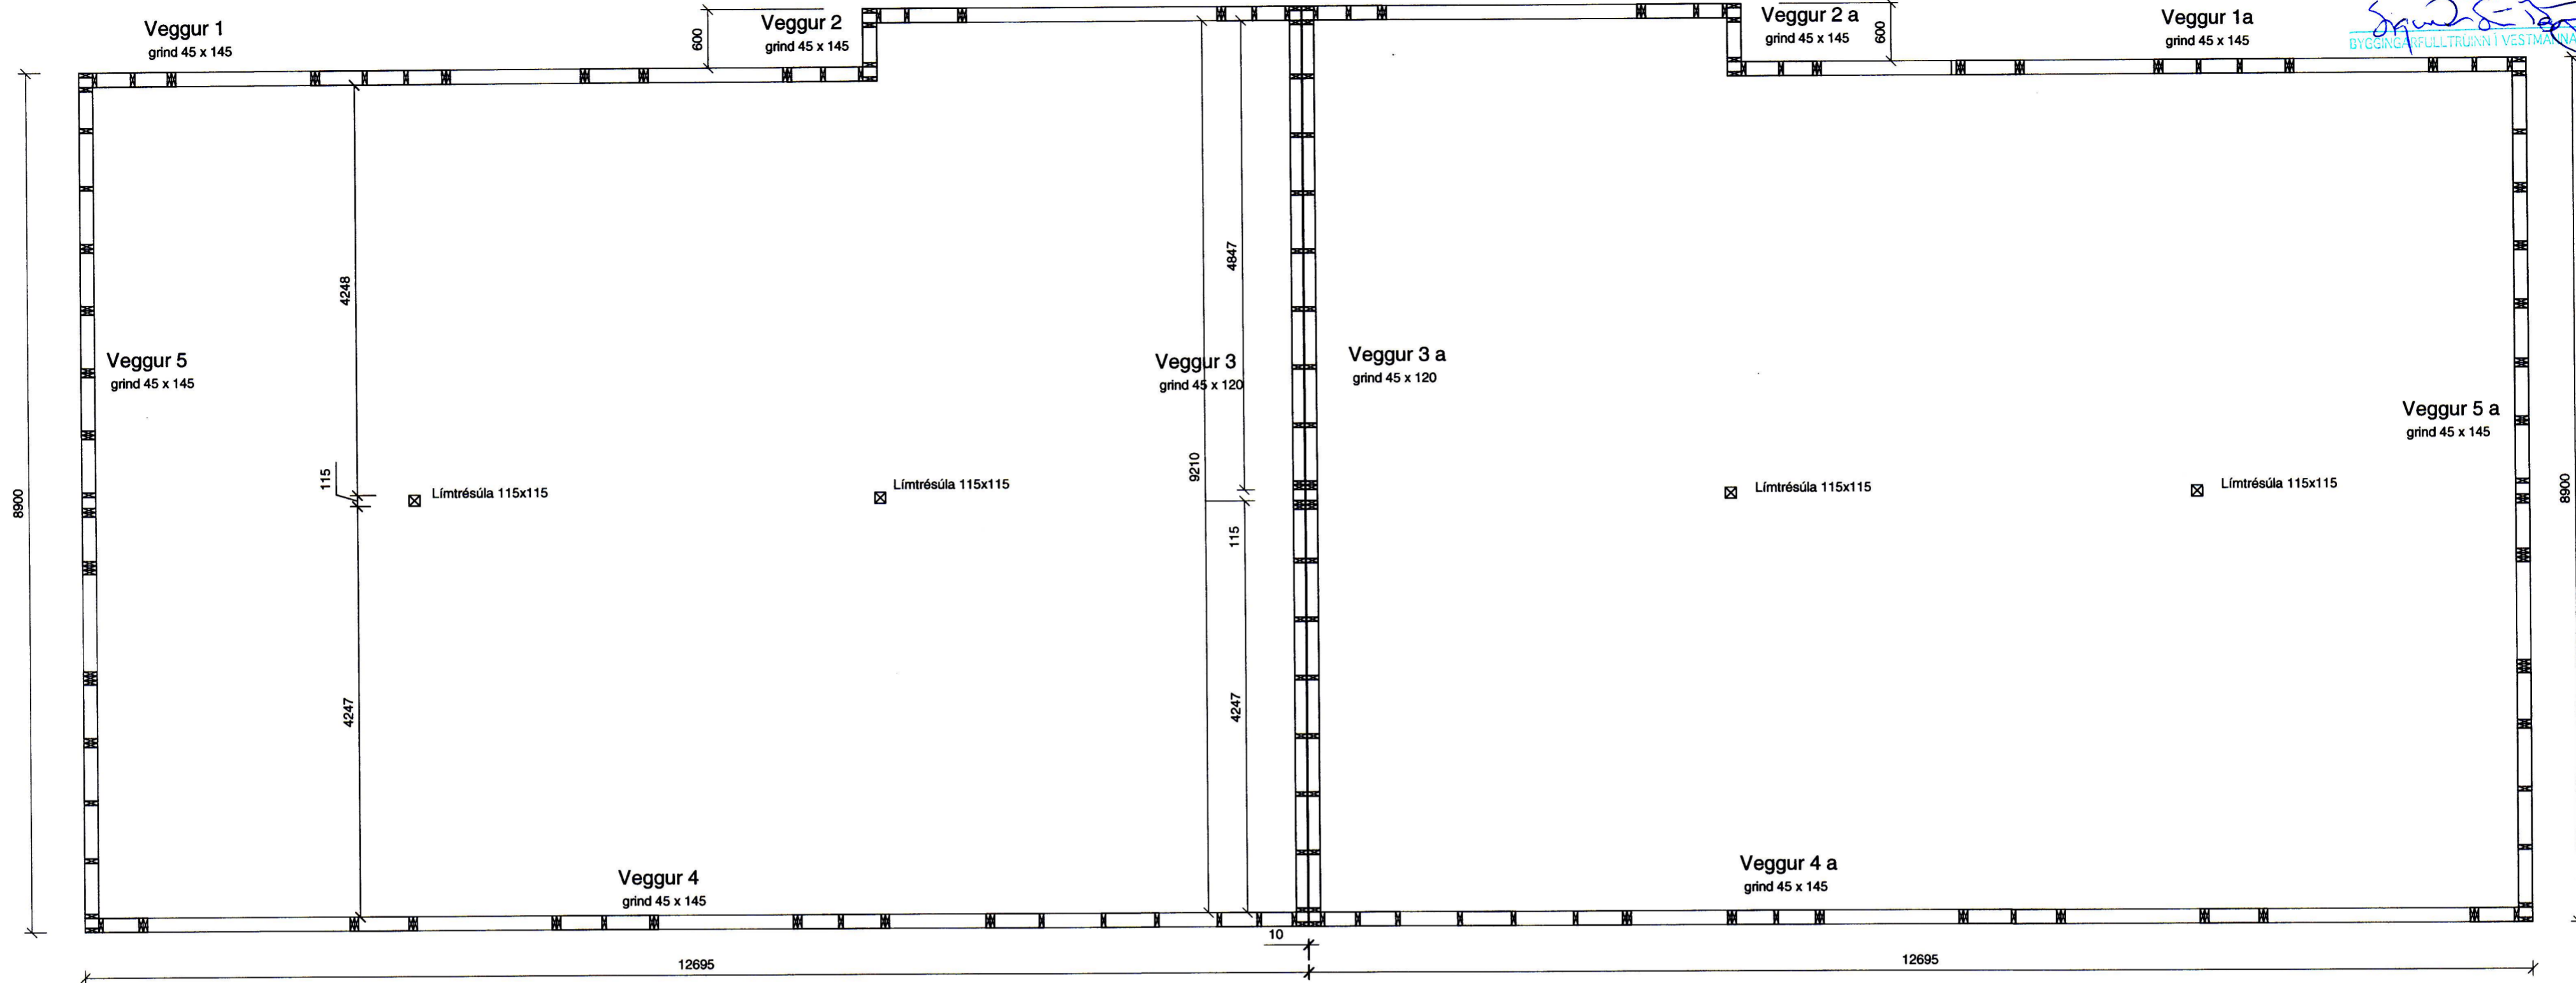 Veggur 1
grind 45 x 145
600
Veggur 2
grind 45 x 145
Veggur 2 a
grind 45 x 145
600
Veggur 1a
grind 45 x 145
BYGGINGARFULLTRÚINN Í
4248
4847
Veggur 5
grind 45 x 145
Veggur 3
grind 45 x 120
Veggur 3 a
grind 45 x 120
Veggur 5 a
grind 45 x 145
8900
115
Límtrésúla 115x115
Límtrésúla 115x115
9210
115
Límtrésúla 115x115
Límtrésúla 115x115
8900
4247
4247
Veggur 4
grind 45 x 145
Veggur 4 a
grind 45 x 145
10
12695
12695